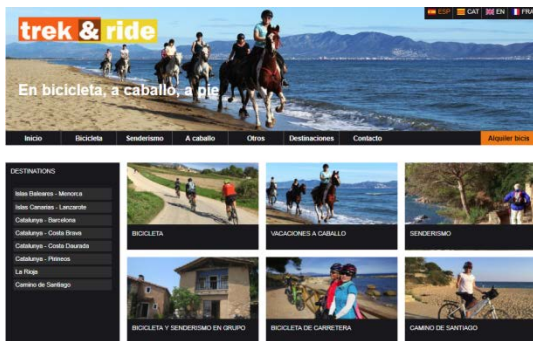 ESP CAT EN FRA
trek & ride
En bicicleta, a caballo, a pie
Inicio Bicicleta Senderismo A caballo Otros Destinaciones Contacto Alquiler bicis
DESTINATIONS
Islas Baleares - Menorca
Islas Canarias - Lanzarote
Catalunya - Barcelona
Catalunya - Costa Brava
Catalunya - Costa Daurada
Catalunya - Pirineos
La Rioja
Camino de Santiago
BICICLETA
VACACIONES A CABALLO
SENDERISMO
BICICLETA Y SENDERISMO EN GRUPO
BICICLETA DE CARRETERA
CAMINO DE SANTIAGO